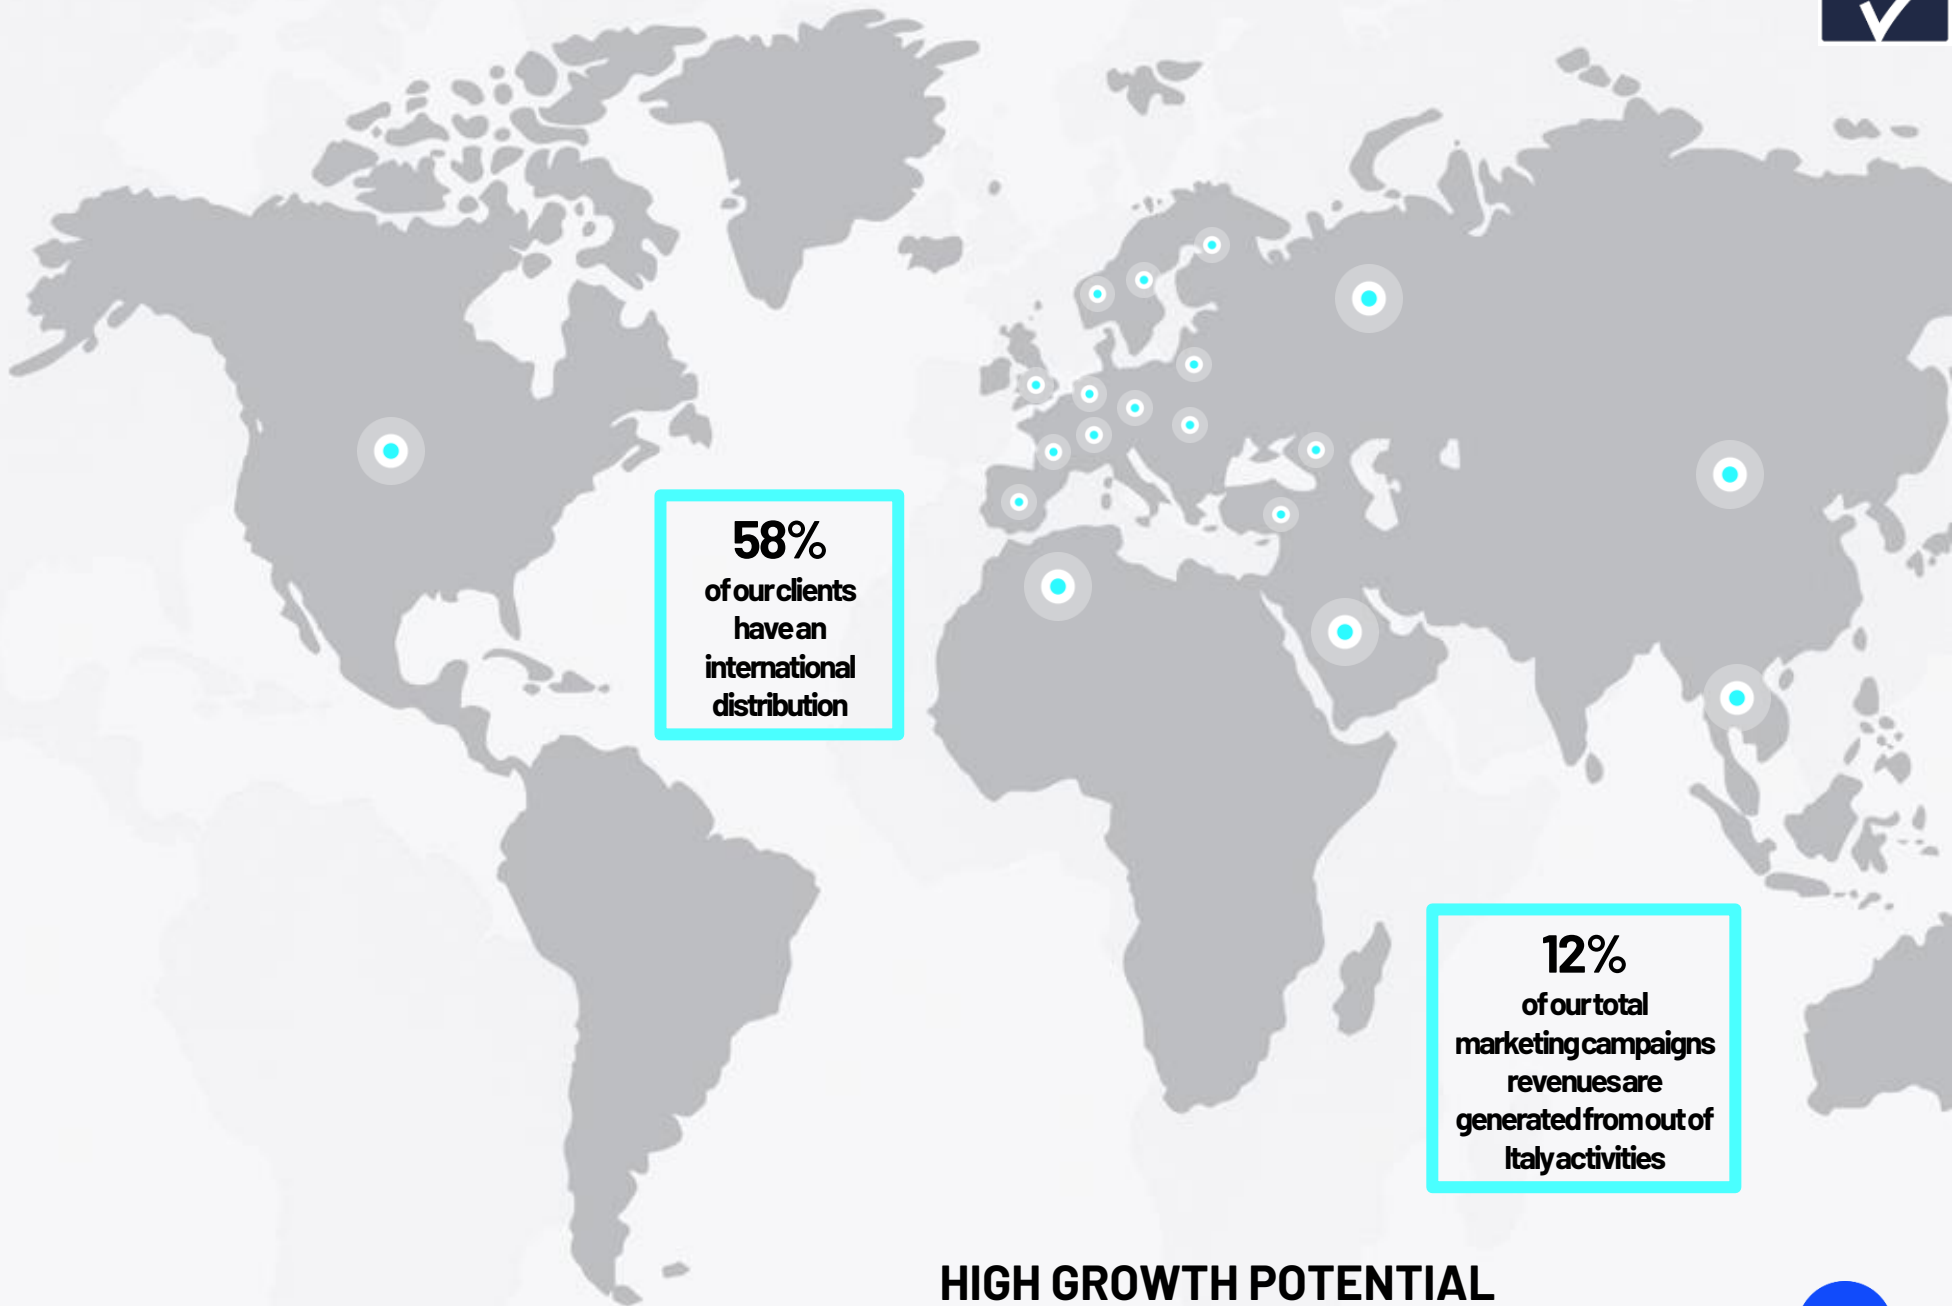 58%
of our clients
have an
international
distribution
12%
of our total
marketing campaigns
revenues are
generated from out of
Italy activities
HIGH GROWTH POTENTIAL